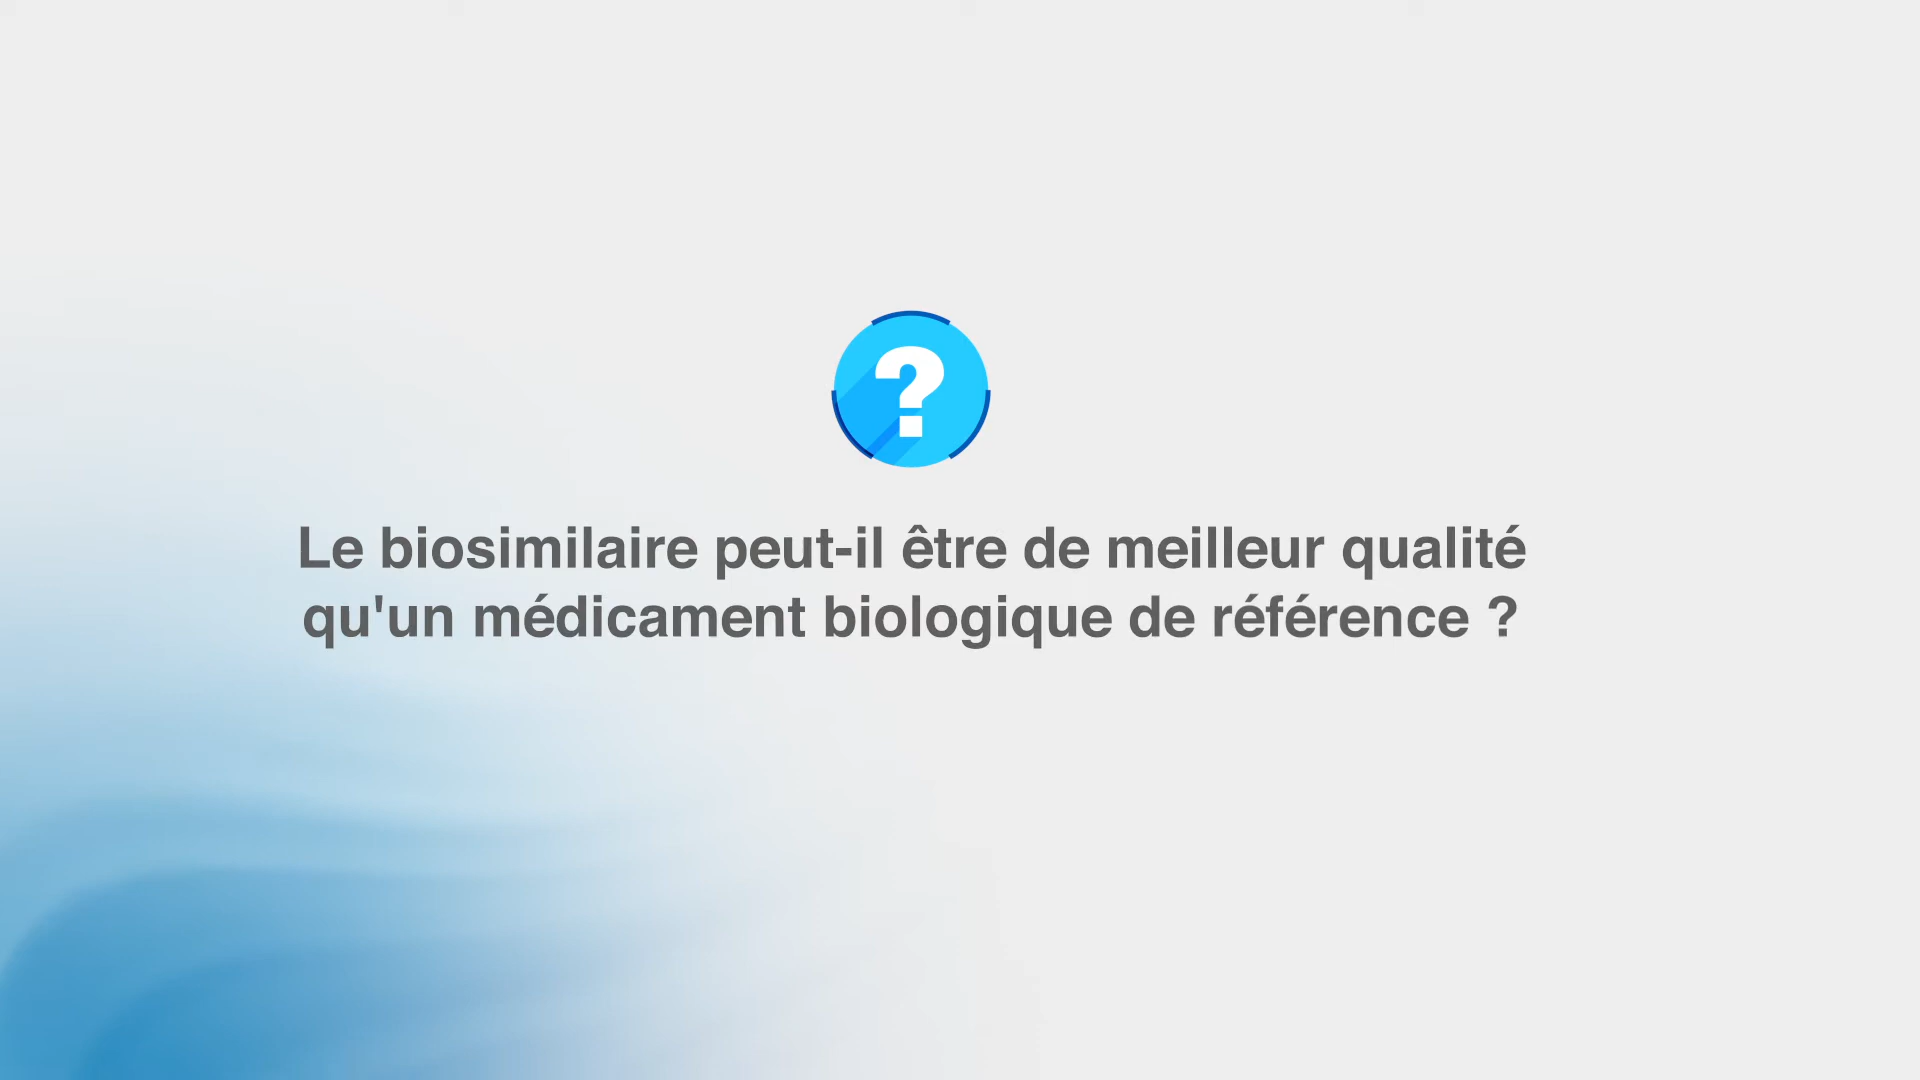 Le biosimilaire peut-il être de meilleur qualité
qu'un médicament biologique de référence ?